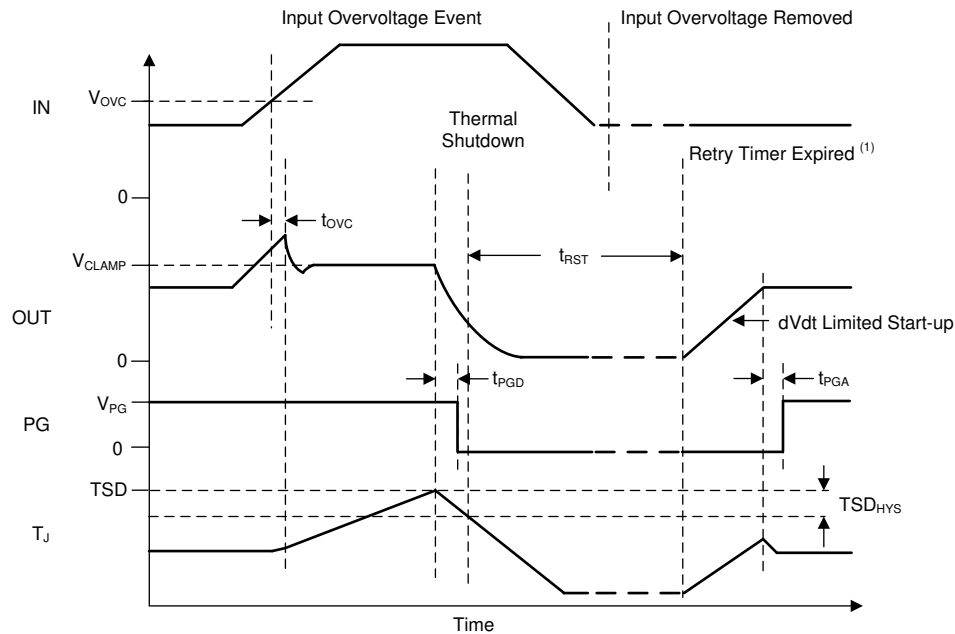 Input Overvoltage Event
Input Overvoltage Removed
IN
VOVC
Thermal
Shutdown
Retry Timer Expired (1)
0
tOVC
VCLAMP
tRST
OUT
dVdt Limited Start-up
0
tPGD
tPGA
VPG
PG
0
TSD
TSDHYS
TJ
Time